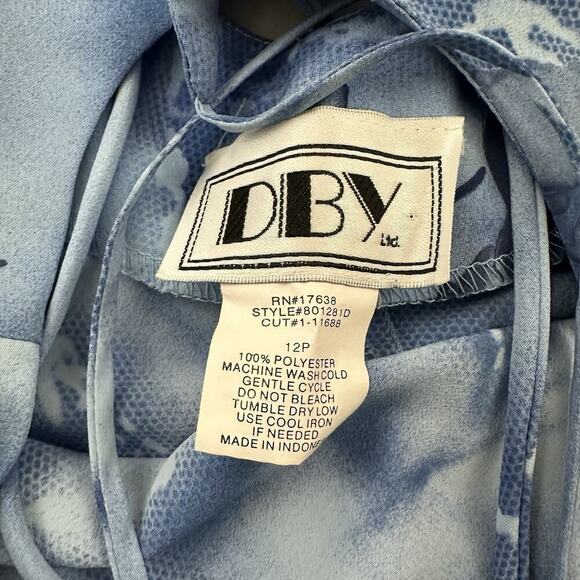 DBY
Ltd.
RN#17638
STYLE#801281D
CUT#1-11688
12P
100% POLYESTER
MACHINE WASH COLD
GENTLE CYCLE
DO NOT BLEACH
TUMBLE DRY LOW
USE COOL IRON
IF NEEDED
MADE IN INDONE